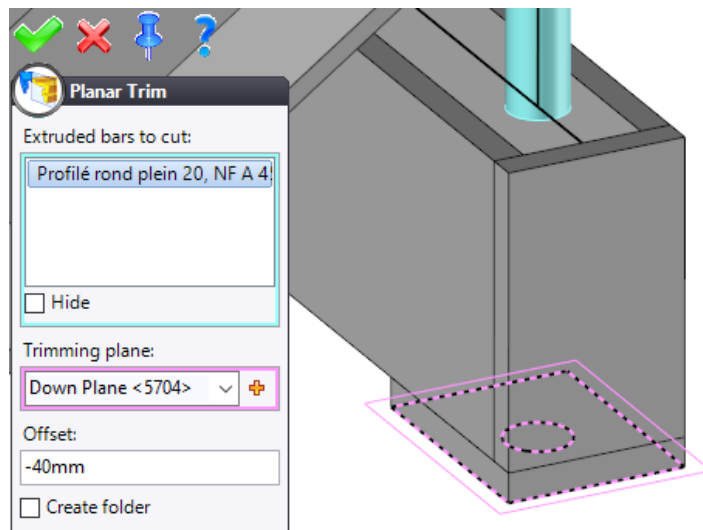 ?
Planar Trim
Extruded bars to cut:
Profilé rond plein 20, NF A 4
Hide
Trimming plane:
Down Plane <5704>
Offset:
-40mm
Create folder